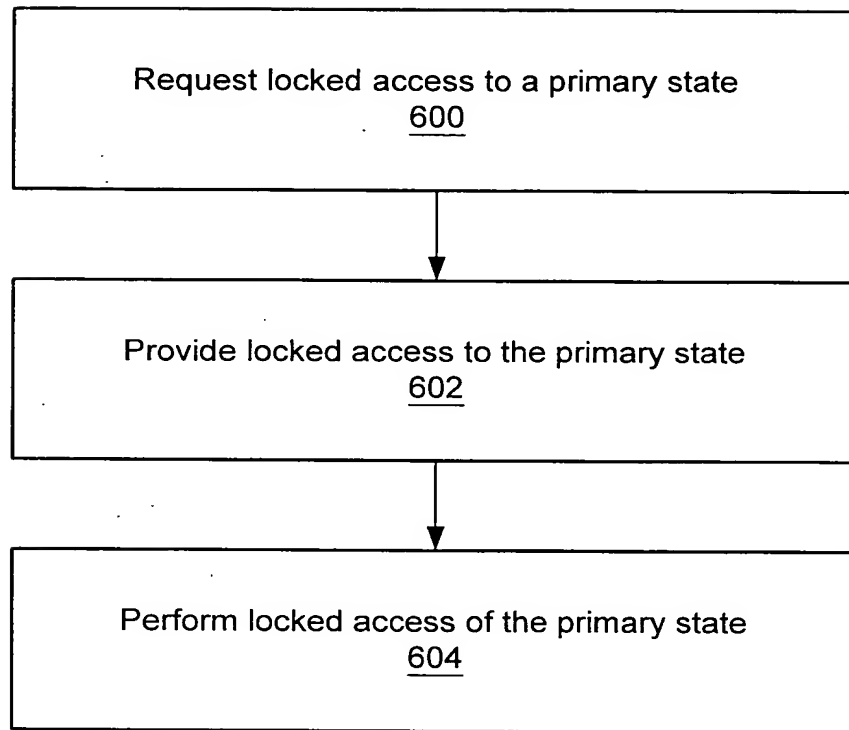 Request locked access to a primary state
600
Provide locked access to the primary state
602
Perform locked access of the primary state
604